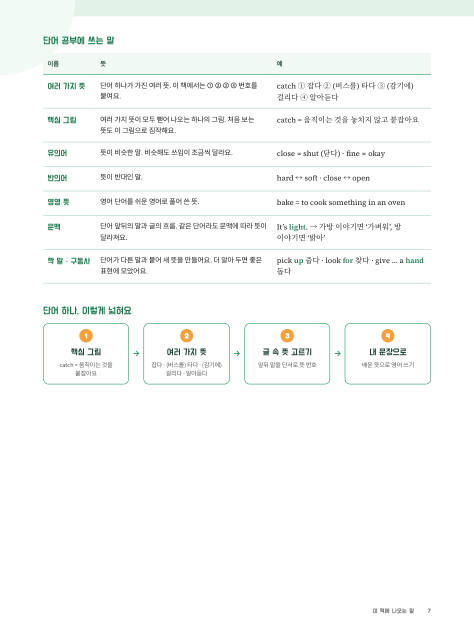 단어 공부에 쓰는 말
이름 뜻 예
여러 가지 뜻 단어 하나가 가진 여러 뜻. 이 책에서는 ① ② ③ ④ 번호를 붙여요. catch ① 잡다 ② (버스를) 타다 ③ (감기에) 걸리다 ④ 알아듣다
핵심 그림 여러 가지 뜻이 모두 뻗어 나오는 하나의 그림. 처음 보는 뜻도 이 그림으로 짐작해요. catch = 움직이는 것을 놓치지 않고 붙잡아요
유의어 뜻이 비슷한 말. 비슷해도 쓰임이 조금씩 달라요. close = shut (닫다) · fine = okay
반의어 뜻이 반대인 말. hard ↔ soft · close ↔ open
영영 뜻 영어 단어를 쉬운 영어로 풀어 쓴 뜻. bake = to cook something in an oven
문맥 단어 앞뒤의 말과 글의 흐름. 같은 단어라도 문맥에 따라 뜻이 달라져요. It's light. → 가방 이야기면 '가벼워', 방 이야기면 '밝아'
짝 말 · 구동사 단어가 다른 말과 붙어 새 뜻을 만들어요. 더 알아 두면 좋은 표현에 모았어요. pick up 줍다 · look for 찾다 · give ... a hand 돕다
단어 하나, 이렇게 넓혀요
1
핵심 그림
catch = 움직이는 것을
붙잡아요
→
2
여러 가지 뜻
잡다 · (버스를) 타다 · (감기에)
걸리다 · 알아듣다
→
3
글 속 뜻 고르기
앞뒤 말을 단서로 뜻 번호
→
4
내 문장으로
배운 뜻으로 영어 쓰기
이 책에 나오는 말 7